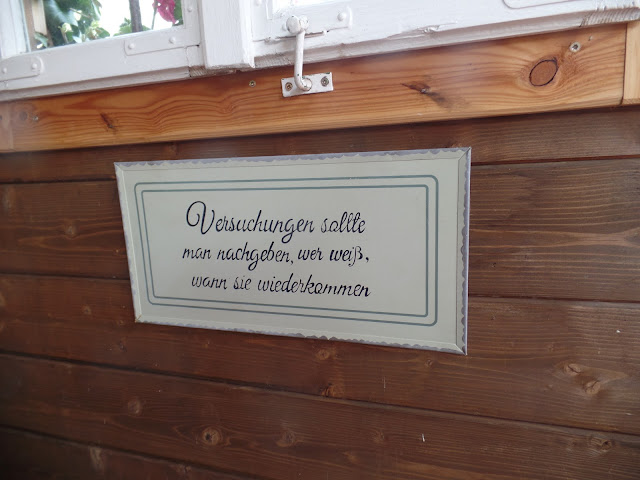 Versuchungen sollte
man nachgeben, wer weiß,
wann sie wiederkommen